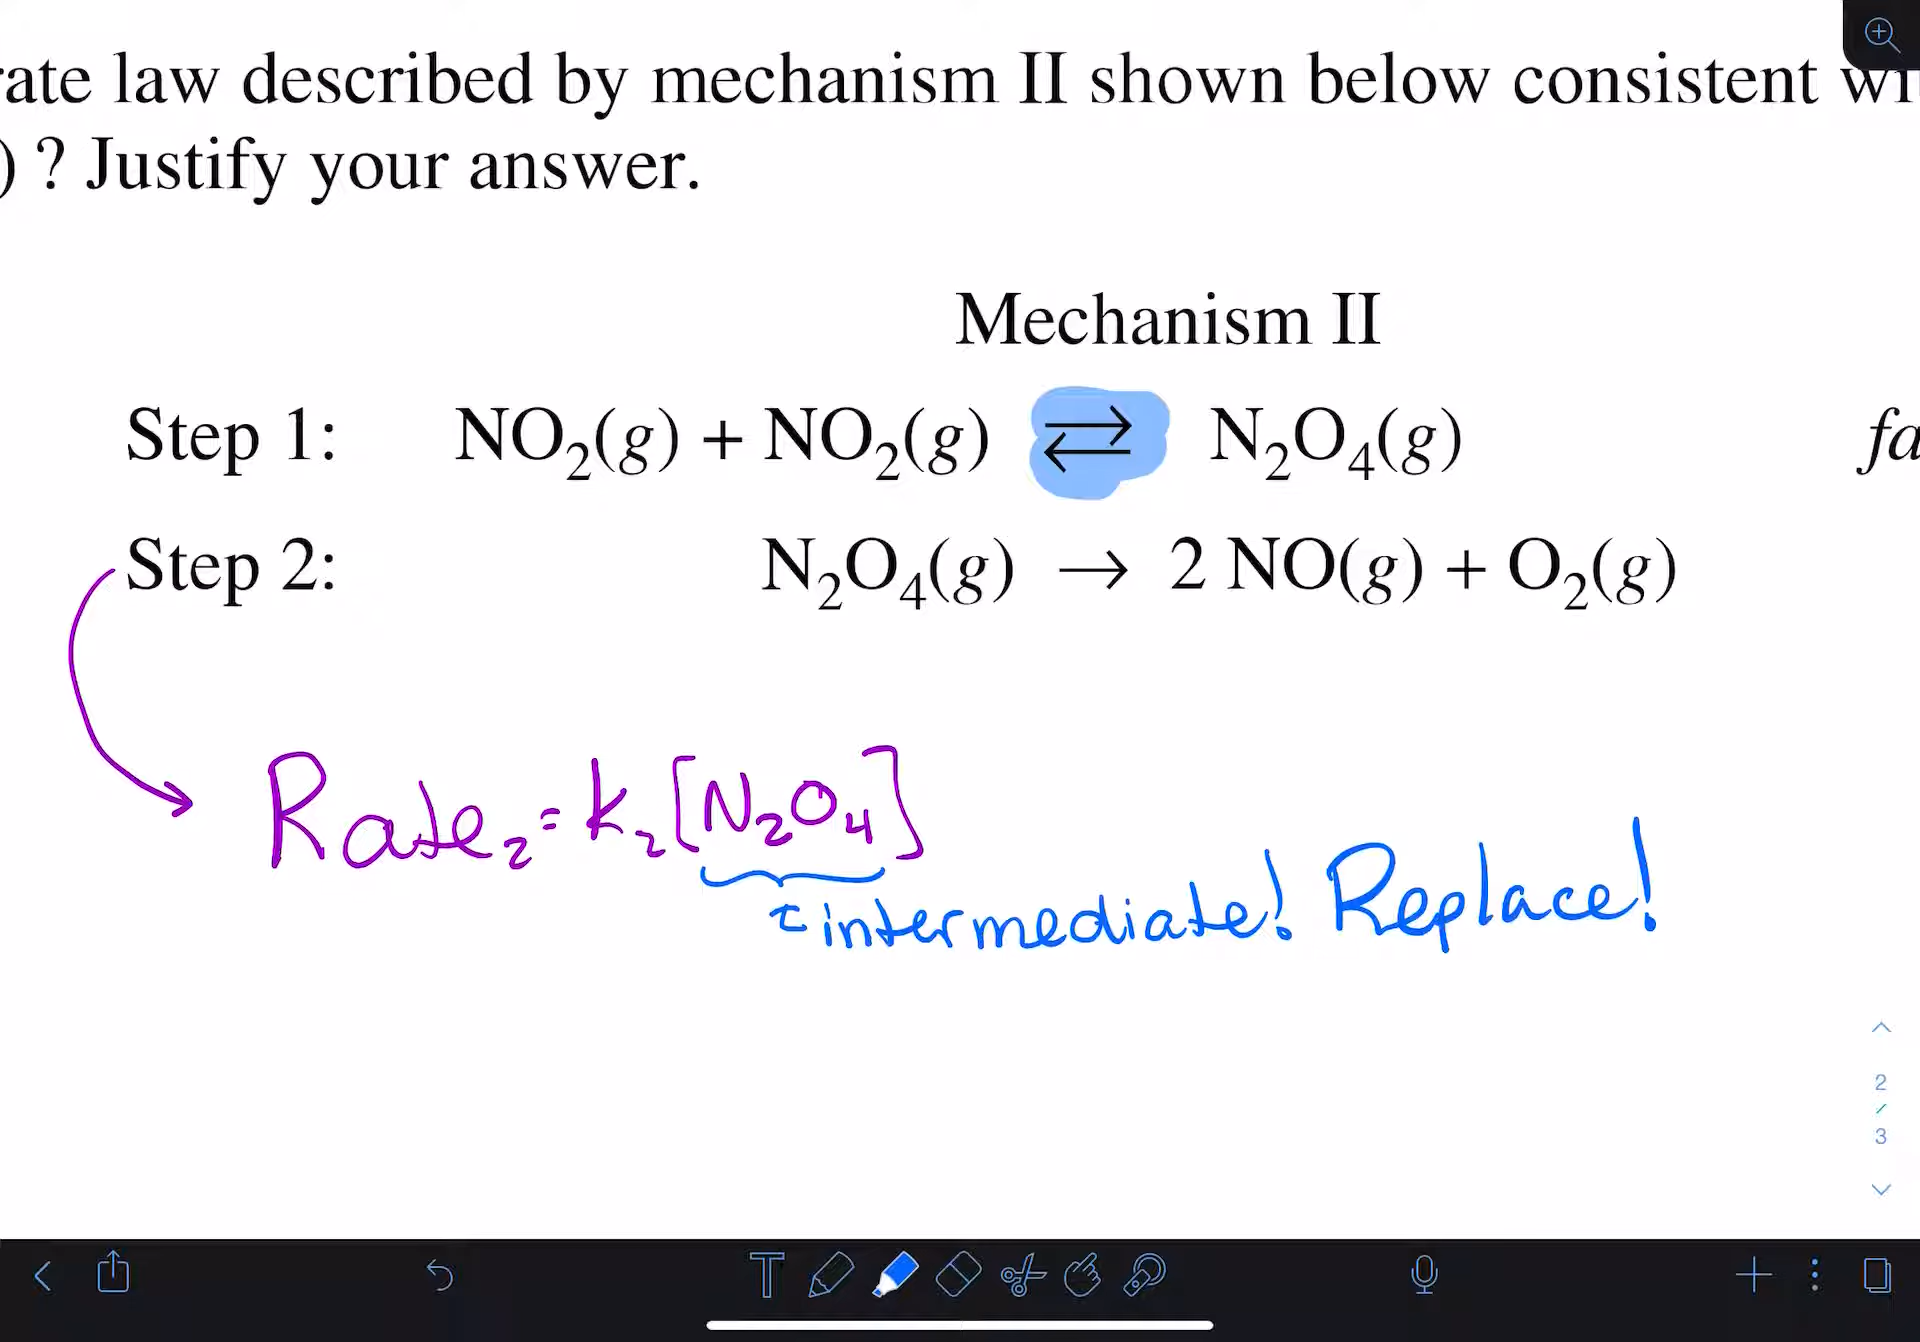 rate law described by mechanism II shown below consistent wi
) ? Justify your answer.
Mechanism II
Step 1: NO₂(g) + NO₂(g) ⇄ N₂O₄(g) fa
Step 2: N₂O₄(g) → 2 NO(g) + O₂(g)
Rate₂ = k₂[N₂O₄]
intermediate! Replace!
2
/
3